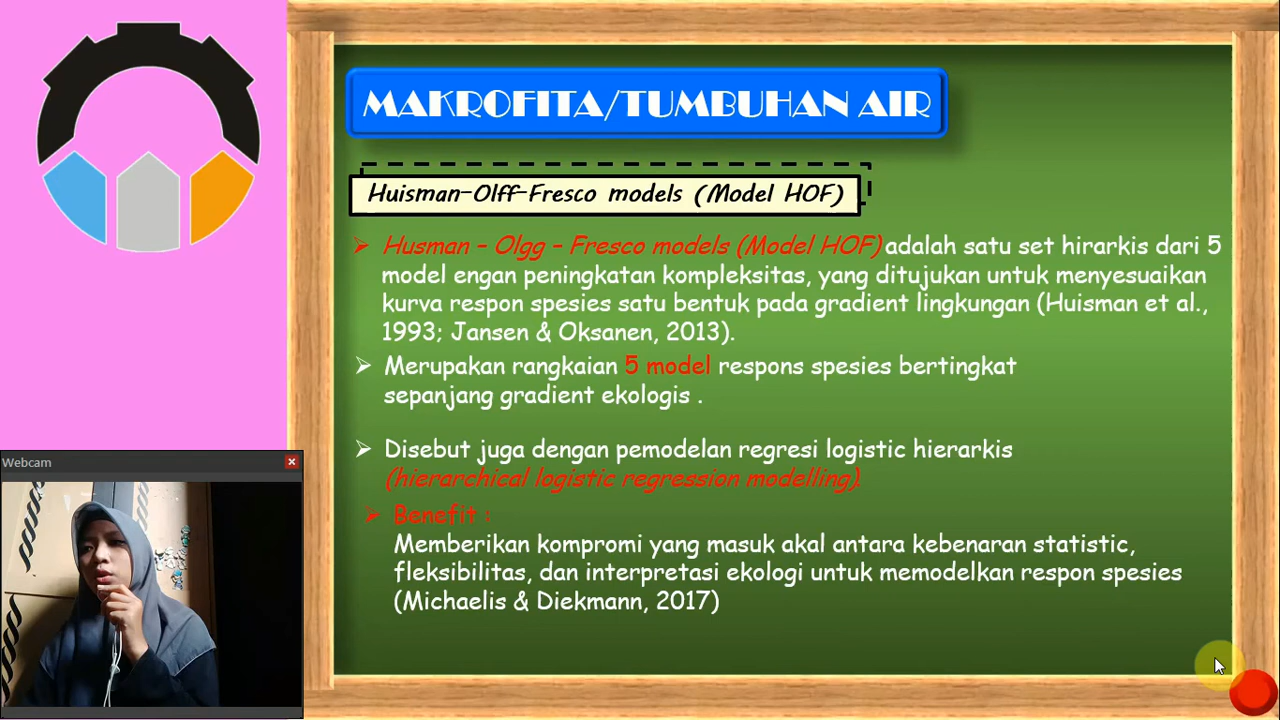 MAKROFITA/TUMBUHAN AIR
Huisman-Olff-Fresco models (Model HOF)
Husman – Olgg – Fresco models (Model HOF) adalah satu set hirarkis dari 5
model engan peningkatan kompleksitas, yang ditujukan untuk menyesuaikan
kurva respon spesies satu bentuk pada gradient lingkungan (Huisman et al.,
1993; Jansen & Oksanen, 2013).
Merupakan rangkaian 5 model respons spesies bertingkat
sepanjang gradient ekologis .
Disebut juga dengan pemodelan regresi logistic hierarkis
(hierarchical logistic regression modelling).
Benefit :
Memberikan kompromi yang masuk akal antara kebenaran statistic,
fleksibilitas, dan interpretasi ekologi untuk memodelkan respon spesies
(Michaelis & Diekmann, 2017)
Webcam